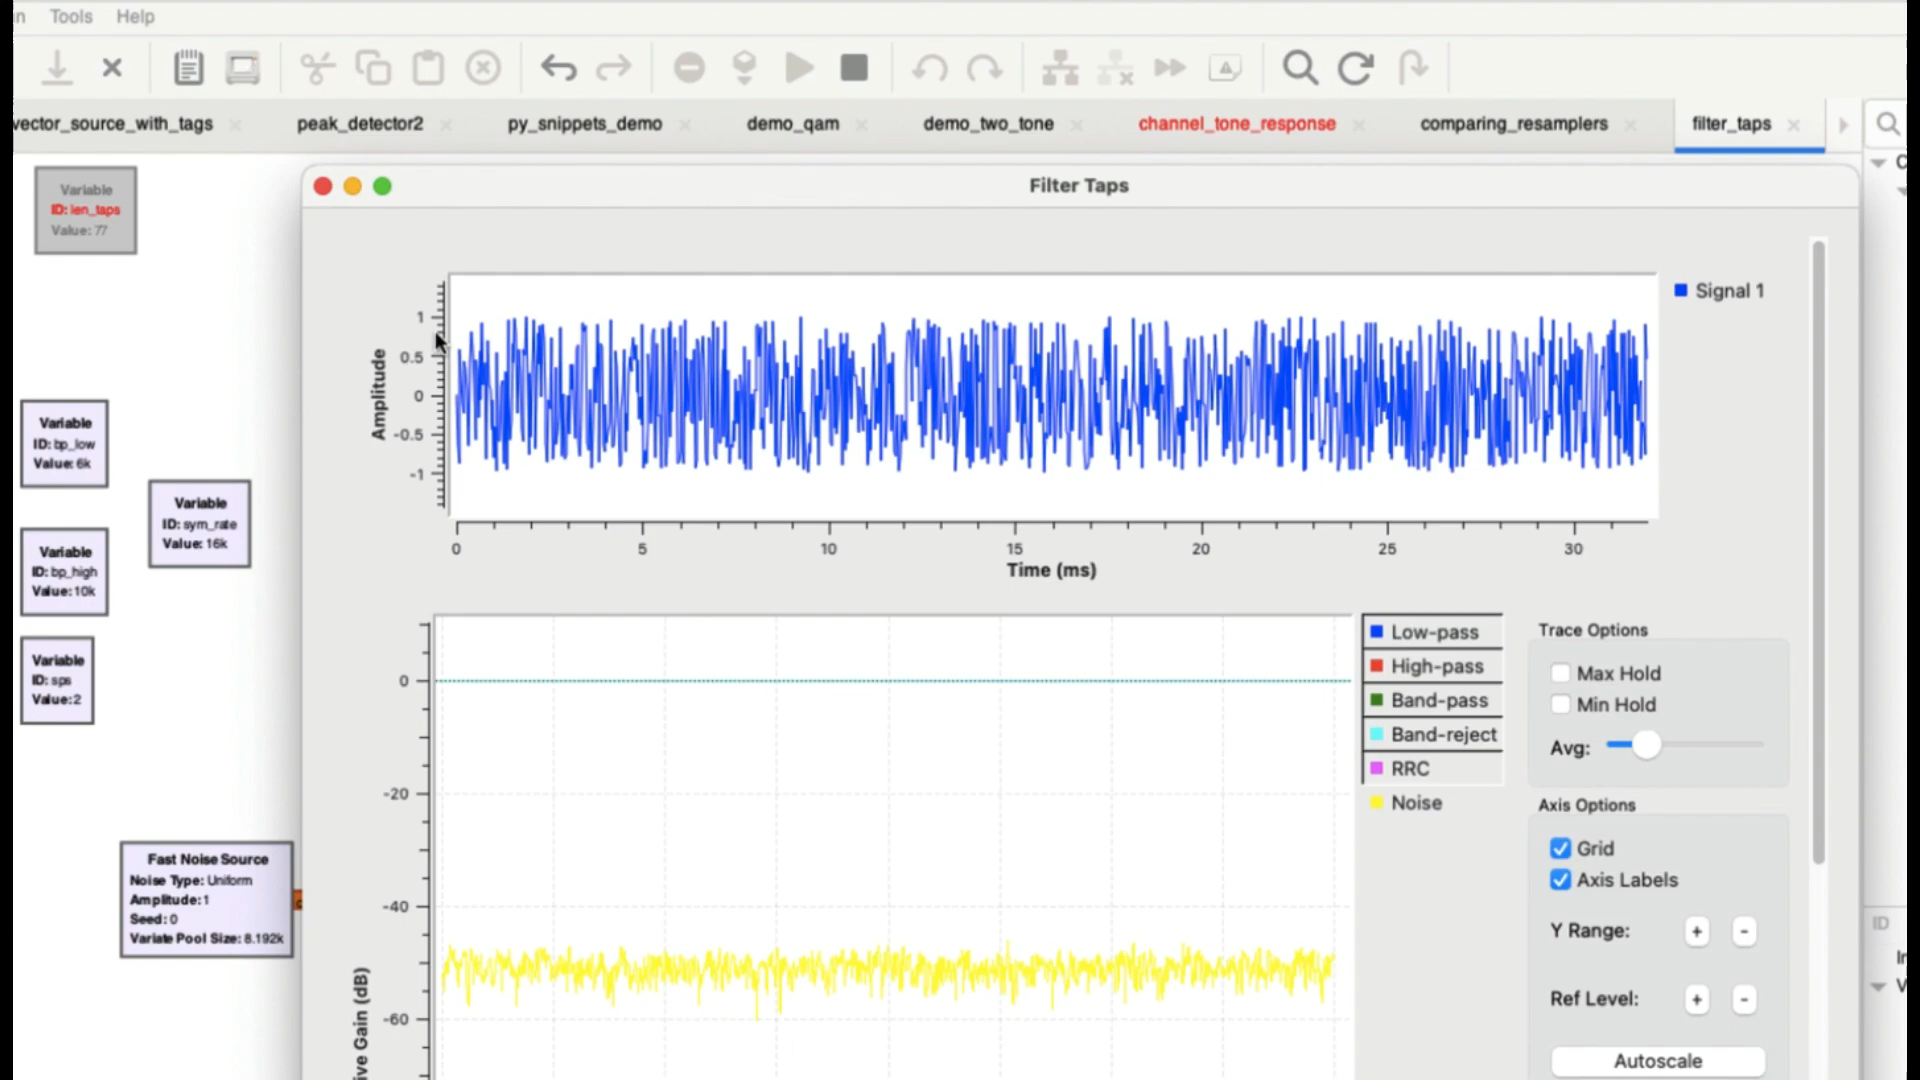 Tools Help
vector_source_with_tags peak_detector2 py_snippets_demo demo_qam demo_two_tone channel_tone_response comparing_resamplers filter_taps
Variable
ID: len_taps
Value: 77
Variable
ID: bp_low
Value: 6k
Variable
ID: sym_rate
Value: 16k
Variable
ID: bp_high
Value: 10k
Variable
ID: sps
Value: 2
Fast Noise Source
Noise Type: Uniform
Amplitude: 1
Seed: 0
Variate Pool Size: 8.192k
Filter Taps
Amplitude
1
0.5
0
-0.5
-1
0 5 10 15 20 25 30
Time (ms)
Signal 1
0
-20
-40
-60
ive Gain (dB)
Low-pass
High-pass
Band-pass
Band-reject
RRC
Noise
Trace Options
Max Hold
Min Hold
Avg:
Axis Options
Grid
Axis Labels
Y Range: + -
Ref Level: + -
Autoscale
ID